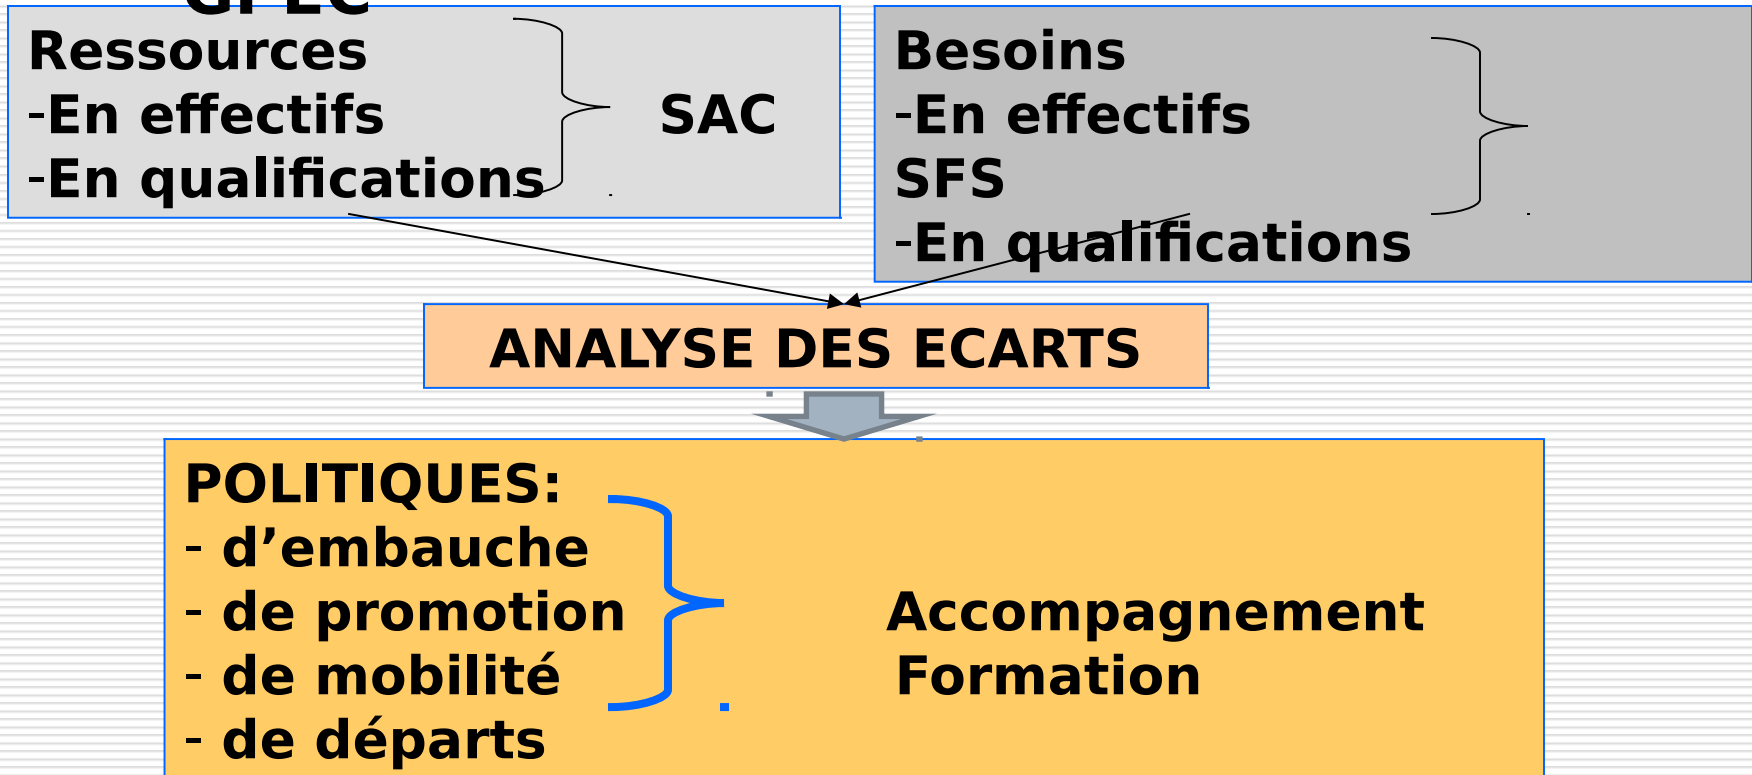 GPEC
Ressources
-En effectifs SAC
-En qualifications
Besoins
-En effectifs
SFS
-En qualifications
ANALYSE DES ECARTS
POLITIQUES:
- d’embauche
- de promotion Accompagnement
- de mobilité Formation
- de départs